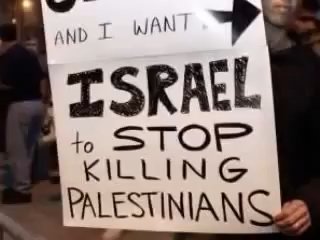 AND I WANT
ISRAEL
to STOP
KILLING
PALESTINIANS